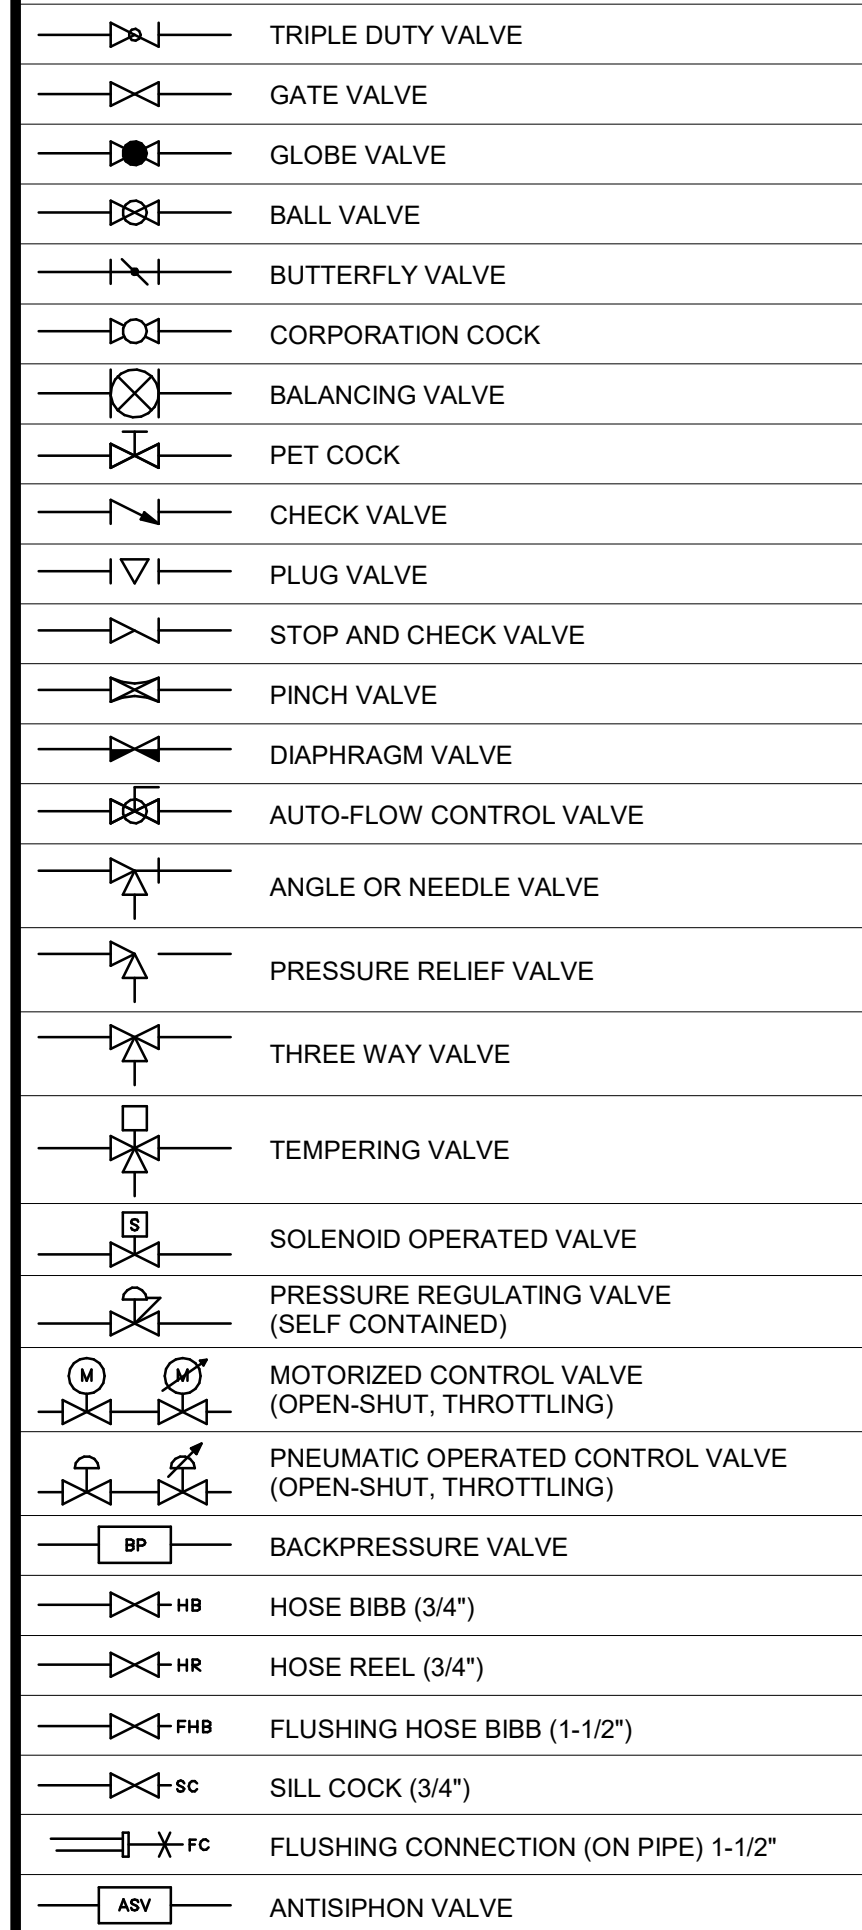 TRIPLE DUTY VALVE
GATE VALVE
GLOBE VALVE
BALL VALVE
BUTTERFLY VALVE
CORPORATION COCK
BALANCING VALVE
PET COCK
CHECK VALVE
PLUG VALVE
STOP AND CHECK VALVE
PINCH VALVE
DIAPHRAGM VALVE
AUTO-FLOW CONTROL VALVE
ANGLE OR NEEDLE VALVE
PRESSURE RELIEF VALVE
THREE WAY VALVE
TEMPERING VALVE
S SOLENOID OPERATED VALVE
PRESSURE REGULATING VALVE
(SELF CONTAINED)
M M MOTORIZED CONTROL VALVE
(OPEN-SHUT, THROTTLING)
PNEUMATIC OPERATED CONTROL VALVE
(OPEN-SHUT, THROTTLING)
BP BACKPRESSURE VALVE
HB HOSE BIBB (3/4")
HR HOSE REEL (3/4")
FHB FLUSHING HOSE BIBB (1-1/2")
SC SILL COCK (3/4")
FC FLUSHING CONNECTION (ON PIPE) 1-1/2"
ASV ANTISIPHON VALVE